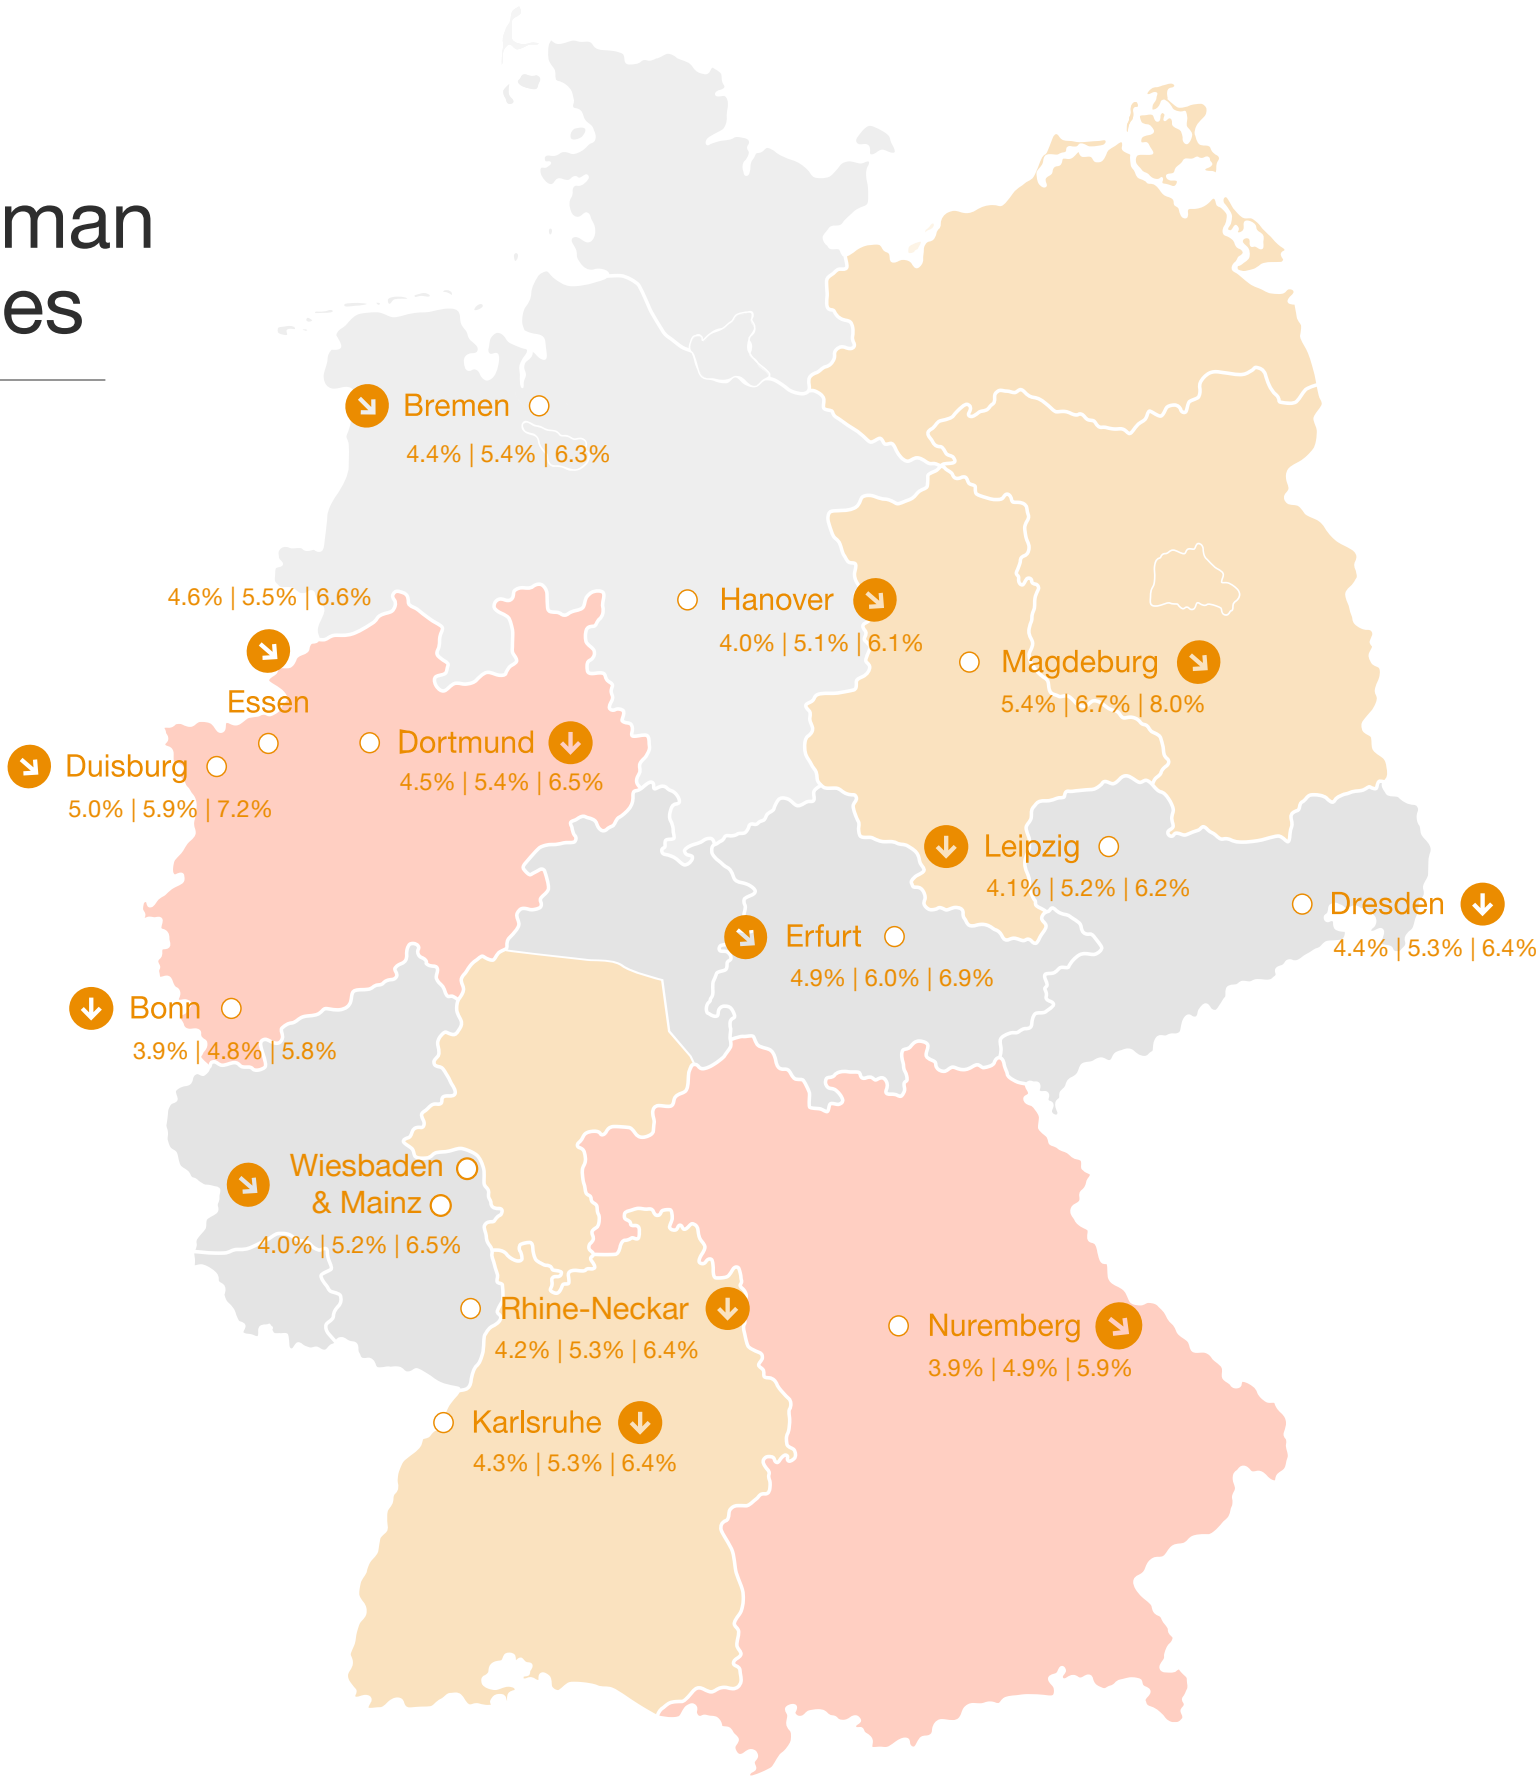 man
es
Bremen
4.4% | 5.4% | 6.3%
4.6% | 5.5% | 6.6%
Essen
Hanover
4.0% | 5.1% | 6.1%
Magdeburg
5.4% | 6.7% | 8.0%
Duisburg
5.0% | 5.9% | 7.2%
Dortmund
4.5% | 5.4% | 6.5%
Leipzig
4.1% | 5.2% | 6.2%
Dresden
4.4% | 5.3% | 6.4%
Erfurt
4.9% | 6.0% | 6.9%
Bonn
3.9% | 4.8% | 5.8%
Wiesbaden
& Mainz
4.0% | 5.2% | 6.5%
Rhine-Neckar
4.2% | 5.3% | 6.4%
Nuremberg
3.9% | 4.9% | 5.9%
Karlsruhe
4.3% | 5.3% | 6.4%